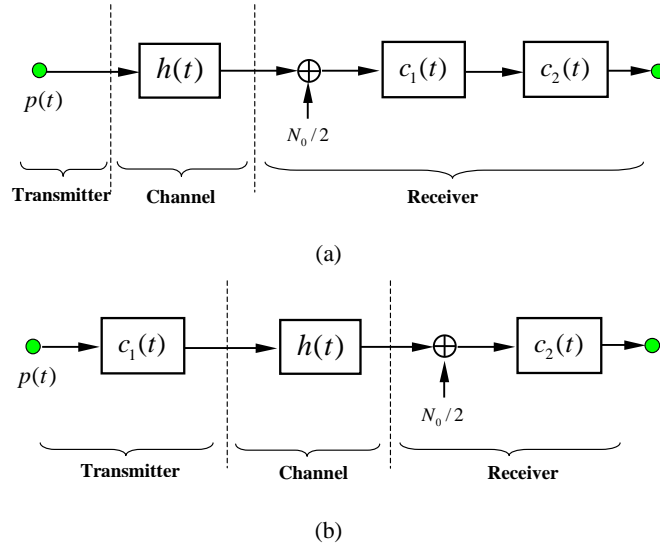 h(t) c₁(t) c₂(t)
p(t)
N₀/2
Transmitter Channel Receiver
(a)
c₁(t) h(t) c₂(t)
p(t)
N₀/2
Transmitter Channel Receiver
(b)